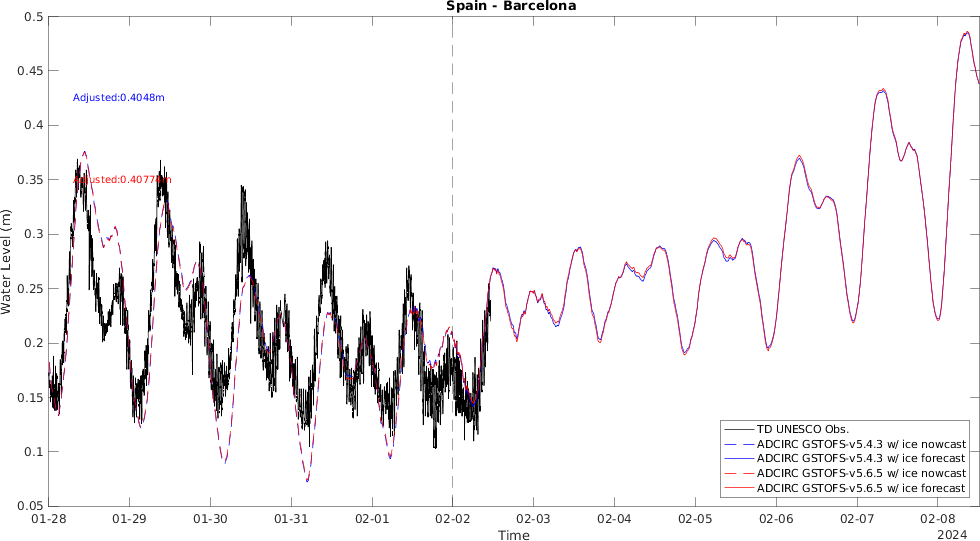 Spain - Barcelona
0.5
0.45
0.4
0.35
0.3
0.25
0.2
0.15
0.1
0.05
Water Level (m)
Adjusted:0.4048m
01-28
01-29
01-30
01-31
02-01
02-02
02-03
02-04
02-05
02-06
02-07
02-08
2024
Time
TD UNESCO Obs.
ADCIRC GSTOFS-v5.4.3 w/ ice nowcast
ADCIRC GSTOFS-v5.4.3 w/ ice forecast
ADCIRC GSTOFS-v5.6.5 w/ ice nowcast
ADCIRC GSTOFS-v5.6.5 w/ ice forecast